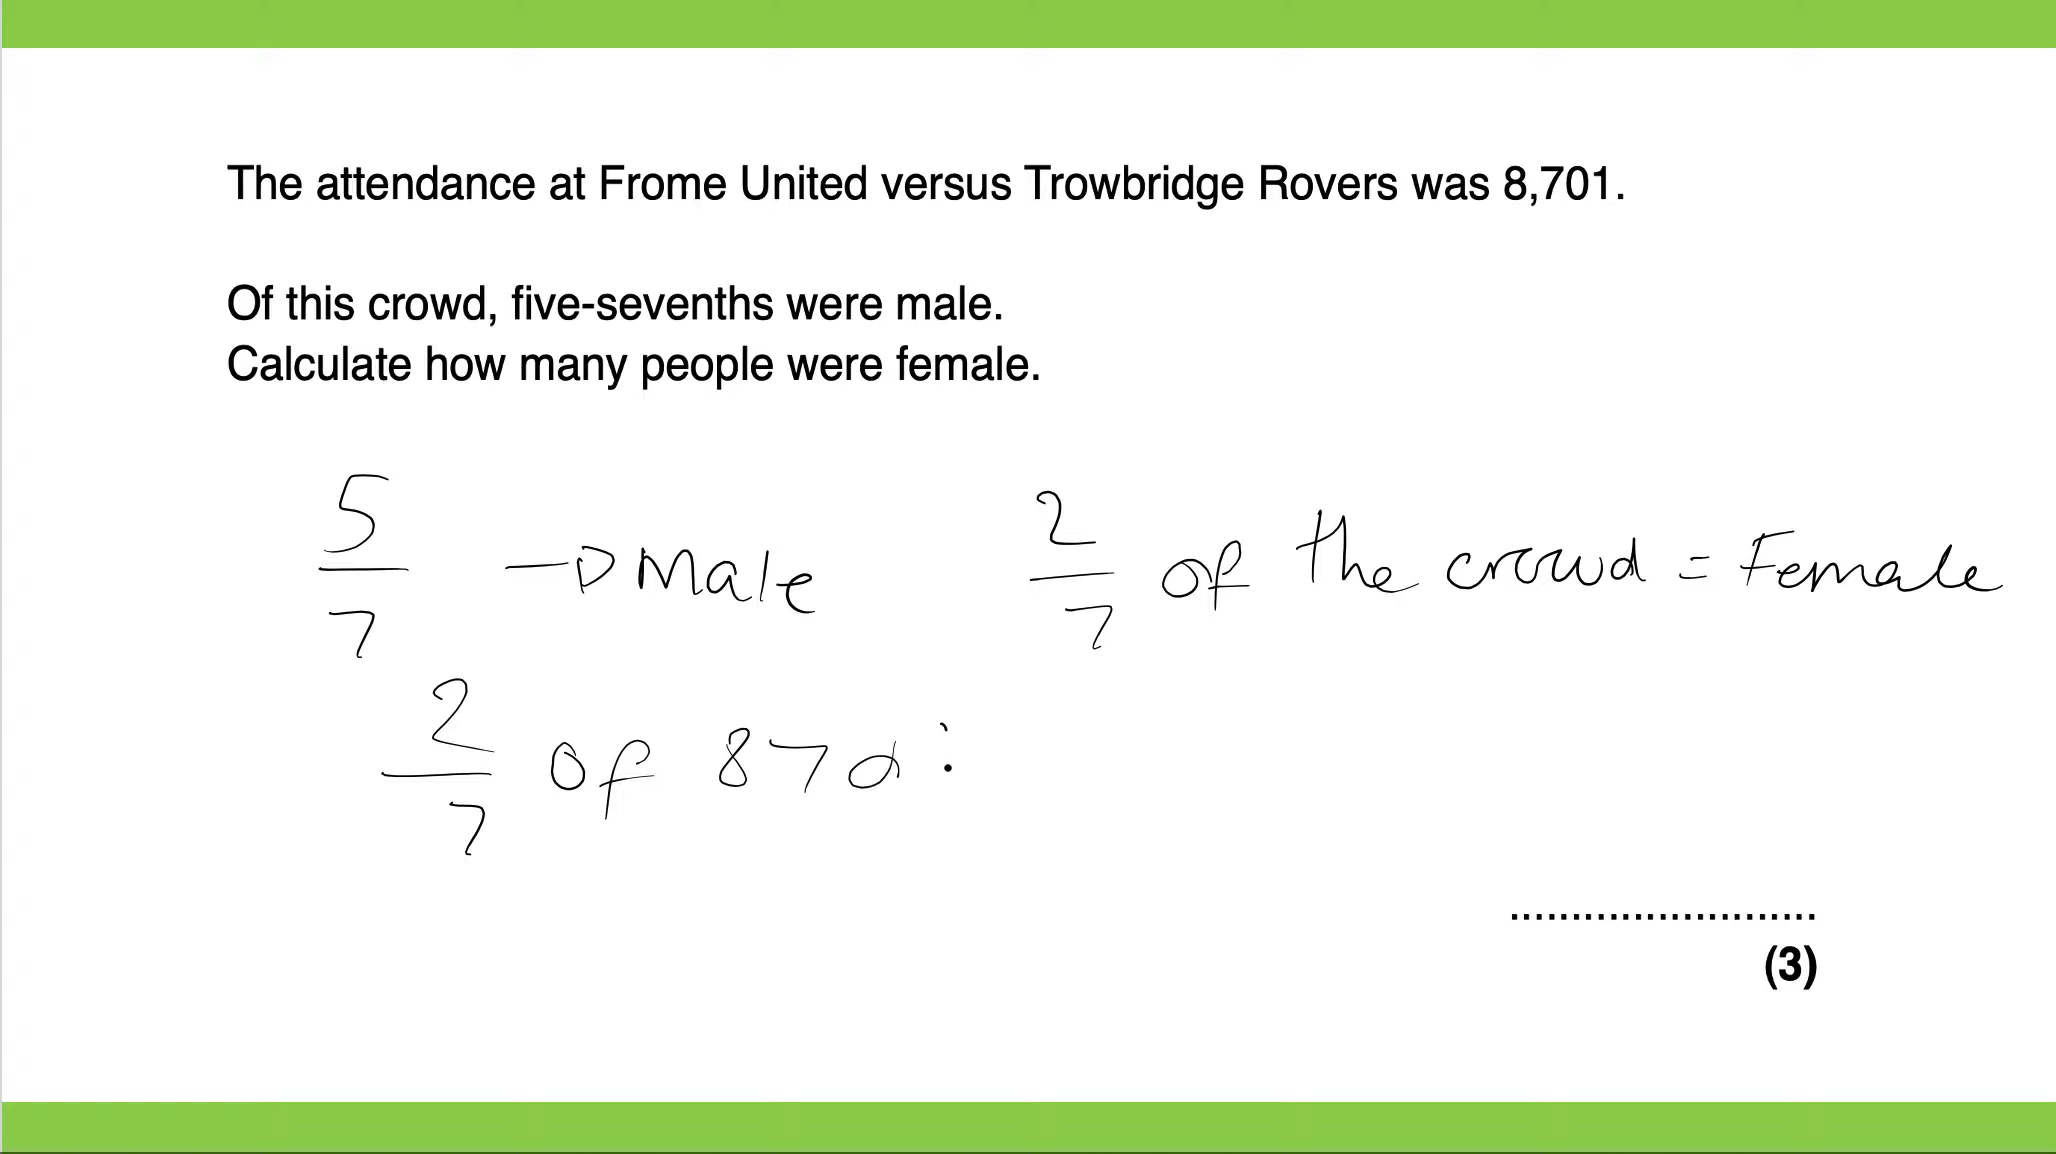 The attendance at Frome United versus Trowbridge Rovers was 8,701.
Of this crowd, five-sevenths were male.
Calculate how many people were female.
5/7 → Male
2/7 of the crowd = Female
2/7 of 8701 :
..........................
(3)